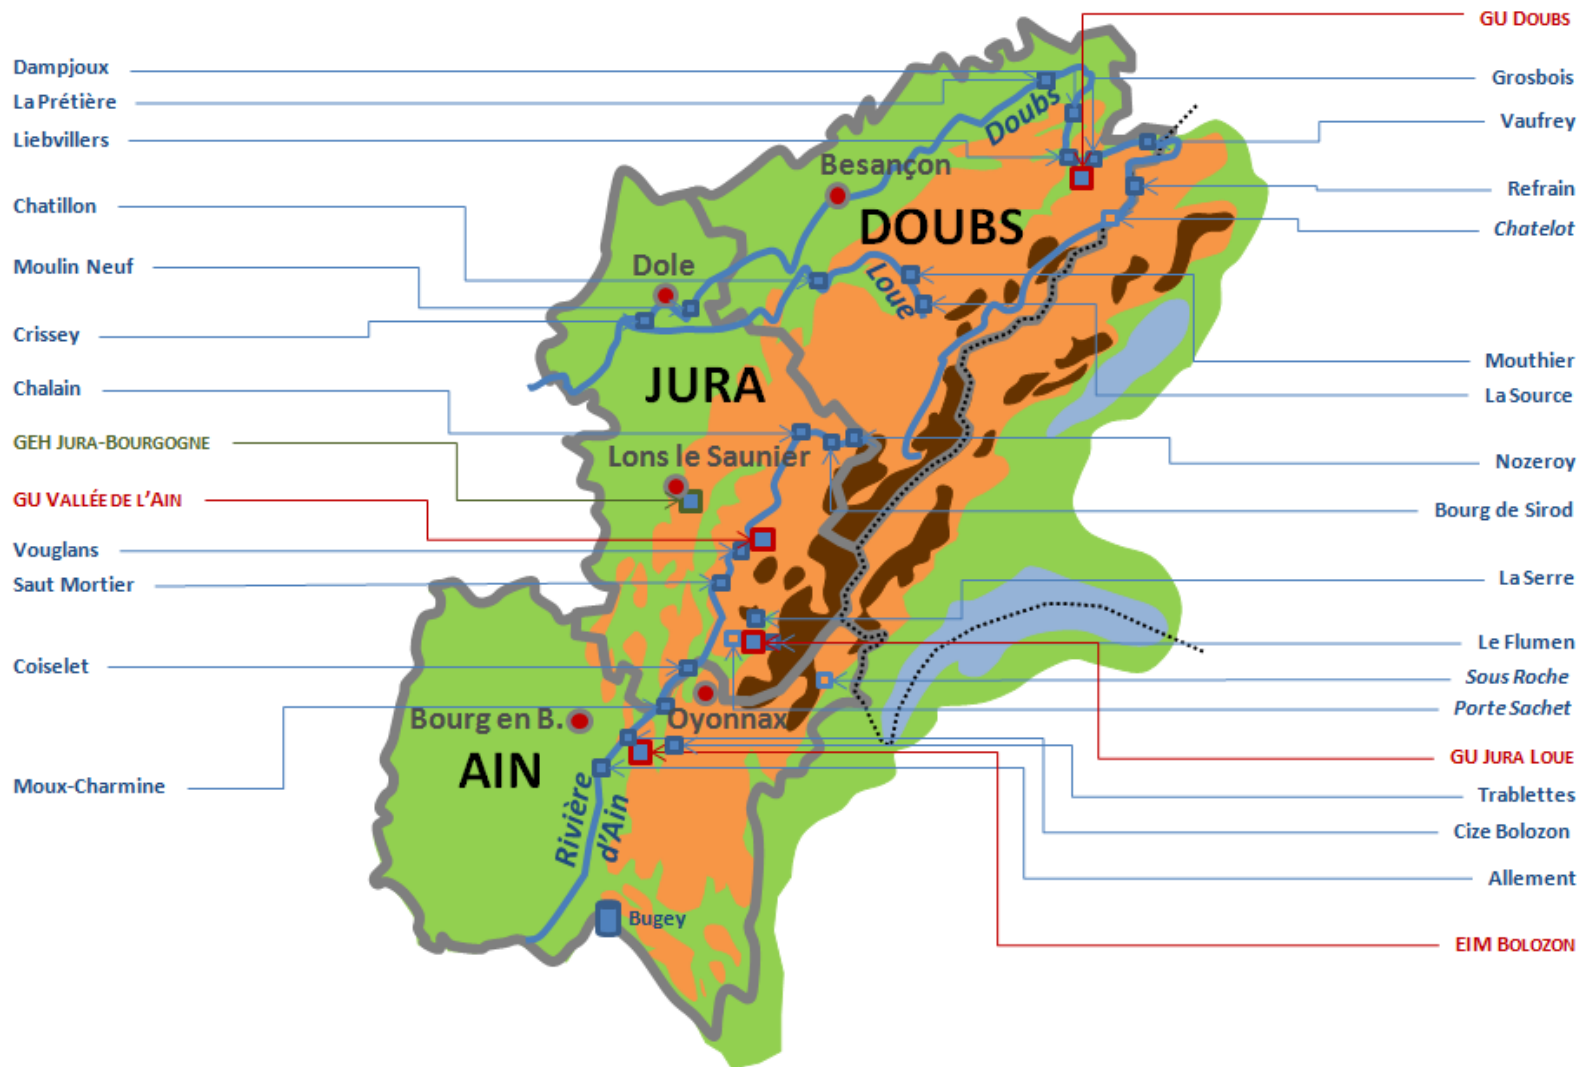 GU DOUBS
Dampjoux
La Prétière
Liebvillers
Chatillon
Moulin Neuf
Crissey
Chalain
GEH JURA-BOURGOGNE
GU VALLÉE DE L'AIN
Vouglans
Saut Mortier
Coiselet
Moux-Charmine
Doubs
Besançon
DOUBS
Dole
Loue
JURA
Lons le Saunier
Bourg en B.
Oyonnax
AIN
Rivière
d'Ain
Bugey
Grosbois
Vaufrey
Refrain
Chatelot
Mouthier
La Source
Nozeroy
Bourg de Sirod
La Serre
Le Flumen
Sous Roche
Porte Sachet
GU JURA LOUE
Trablettes
Cize Bolozon
Allement
EIM BOLOZON